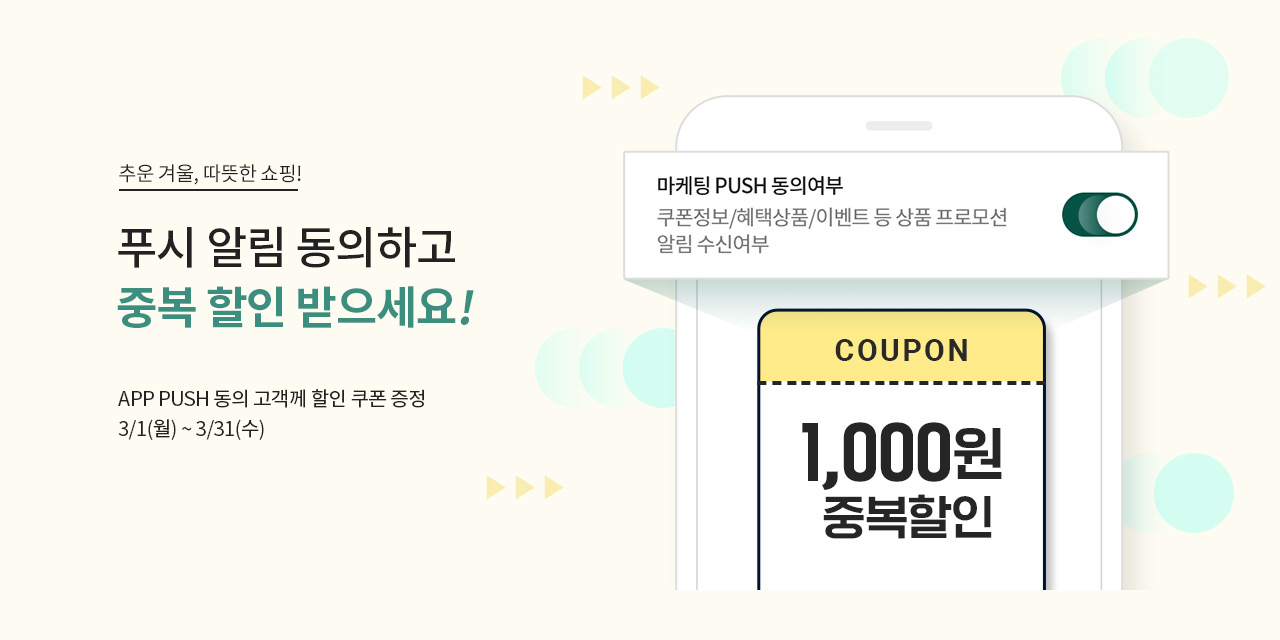 추운 겨울, 따뜻한 쇼핑!
푸시 알림 동의하고
중복 할인 받으세요!
APP PUSH 동의 고객께 할인 쿠폰 증정
3/1(월) ~ 3/31(수)
마케팅 PUSH 동의여부
쿠폰정보/혜택상품/이벤트 등 상품 프로모션
알림 수신여부
COUPON
1,000원
중복할인